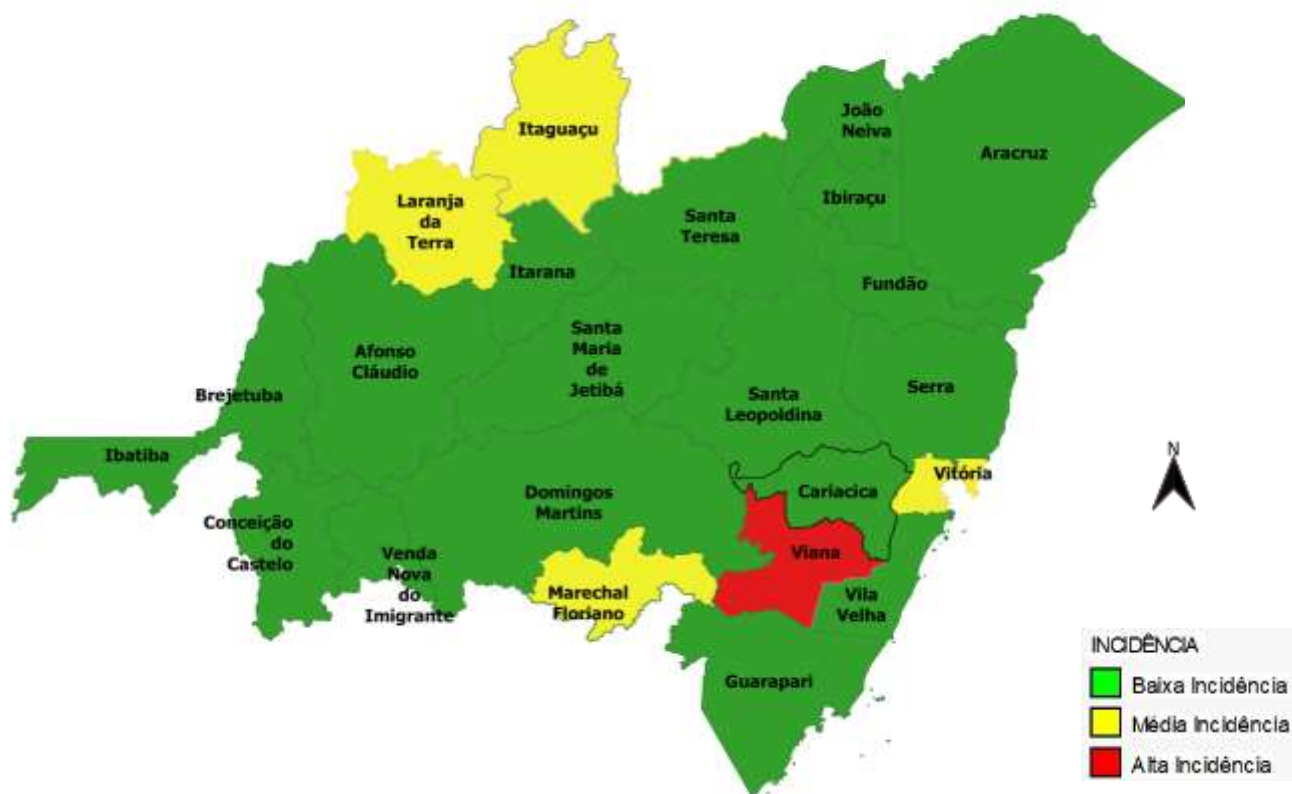 João
Neiva
Itaguaçu
Aracruz
Laranja
da
Terra
Ibiraçu
Santa
Teresa
Itarana
Fundão
Santa
Maria
de
Jetibá
Afonso
Cláudio
Serra
Brejetuba
Santa
Leopoldina
Ibatiba
Vitória
N
Cariacica
Domingos
Martins
Conceição
do
Castelo
Venda
Nova
do
Imigrante
Viana
Marechal
Floriano
Vila
Velha
Guarapari
INCIDÊNCIA
Baixa Incidência
Média Incidência
Alta Incidência